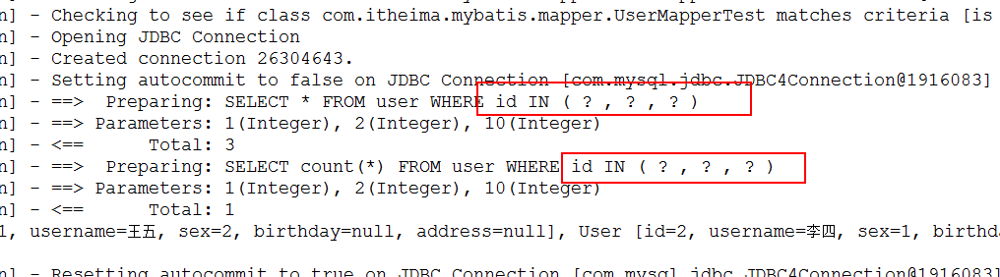 n] - Checking to see if class com.itheima.mybatis.mapper.UserMapperTest matches criteria [is
n] - Opening JDBC Connection
n] - Created connection 26304643.
n] - Setting autocommit to false on JDBC Connection [com.mysql.jdbc.JDBC4Connection@1916083]
n] - ==>  Preparing: SELECT * FROM user WHERE id IN ( ? , ? , ? )
n] - ==> Parameters: 1(Integer), 2(Integer), 10(Integer)
n] - <==      Total: 3
n] - ==>  Preparing: SELECT count(*) FROM user WHERE id IN ( ? , ? , ? )
n] - ==> Parameters: 1(Integer), 2(Integer), 10(Integer)
n] - <==      Total: 1
1, username=王五, sex=2, birthday=null, address=null], User [id=2, username=李四, sex=1, birthd
n] - Resetting autocommit to true on JDBC Connection [com.mysql.jdbc.JDBC4Connection@1916083]